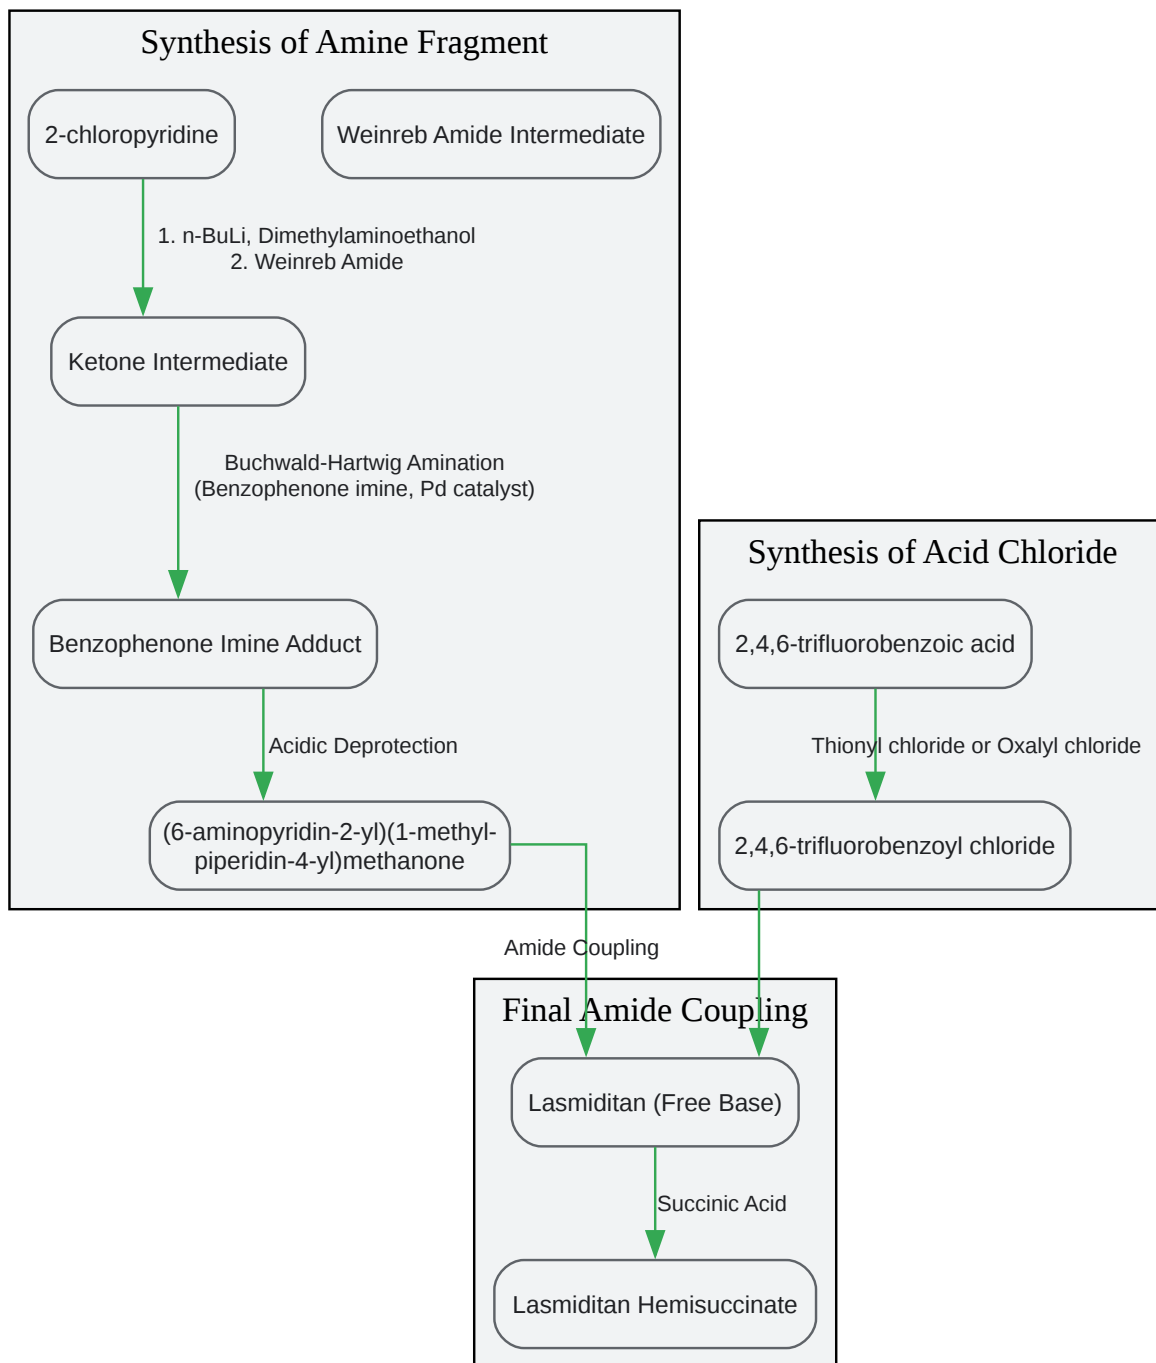 Synthesis of Amine Fragment
2-chloropyridine
Weinreb Amide Intermediate
1. n-BuLi, Dimethylaminoethanol
2. Weinreb Amide
Ketone Intermediate
Buchwald-Hartwig Amination
(Benzophenone imine, Pd catalyst)
Benzophenone Imine Adduct
Acidic Deprotection
(6-aminopyridin-2-yl)(1-methyl-
piperidin-4-yl)methanone
Synthesis of Acid Chloride
2,4,6-trifluorobenzoic acid
Thionyl chloride or Oxalyl chloride
2,4,6-trifluorobenzoyl chloride
Amide Coupling
Final Amide Coupling
Lasmiditan (Free Base)
Succinic Acid
Lasmiditan Hemisuccinate